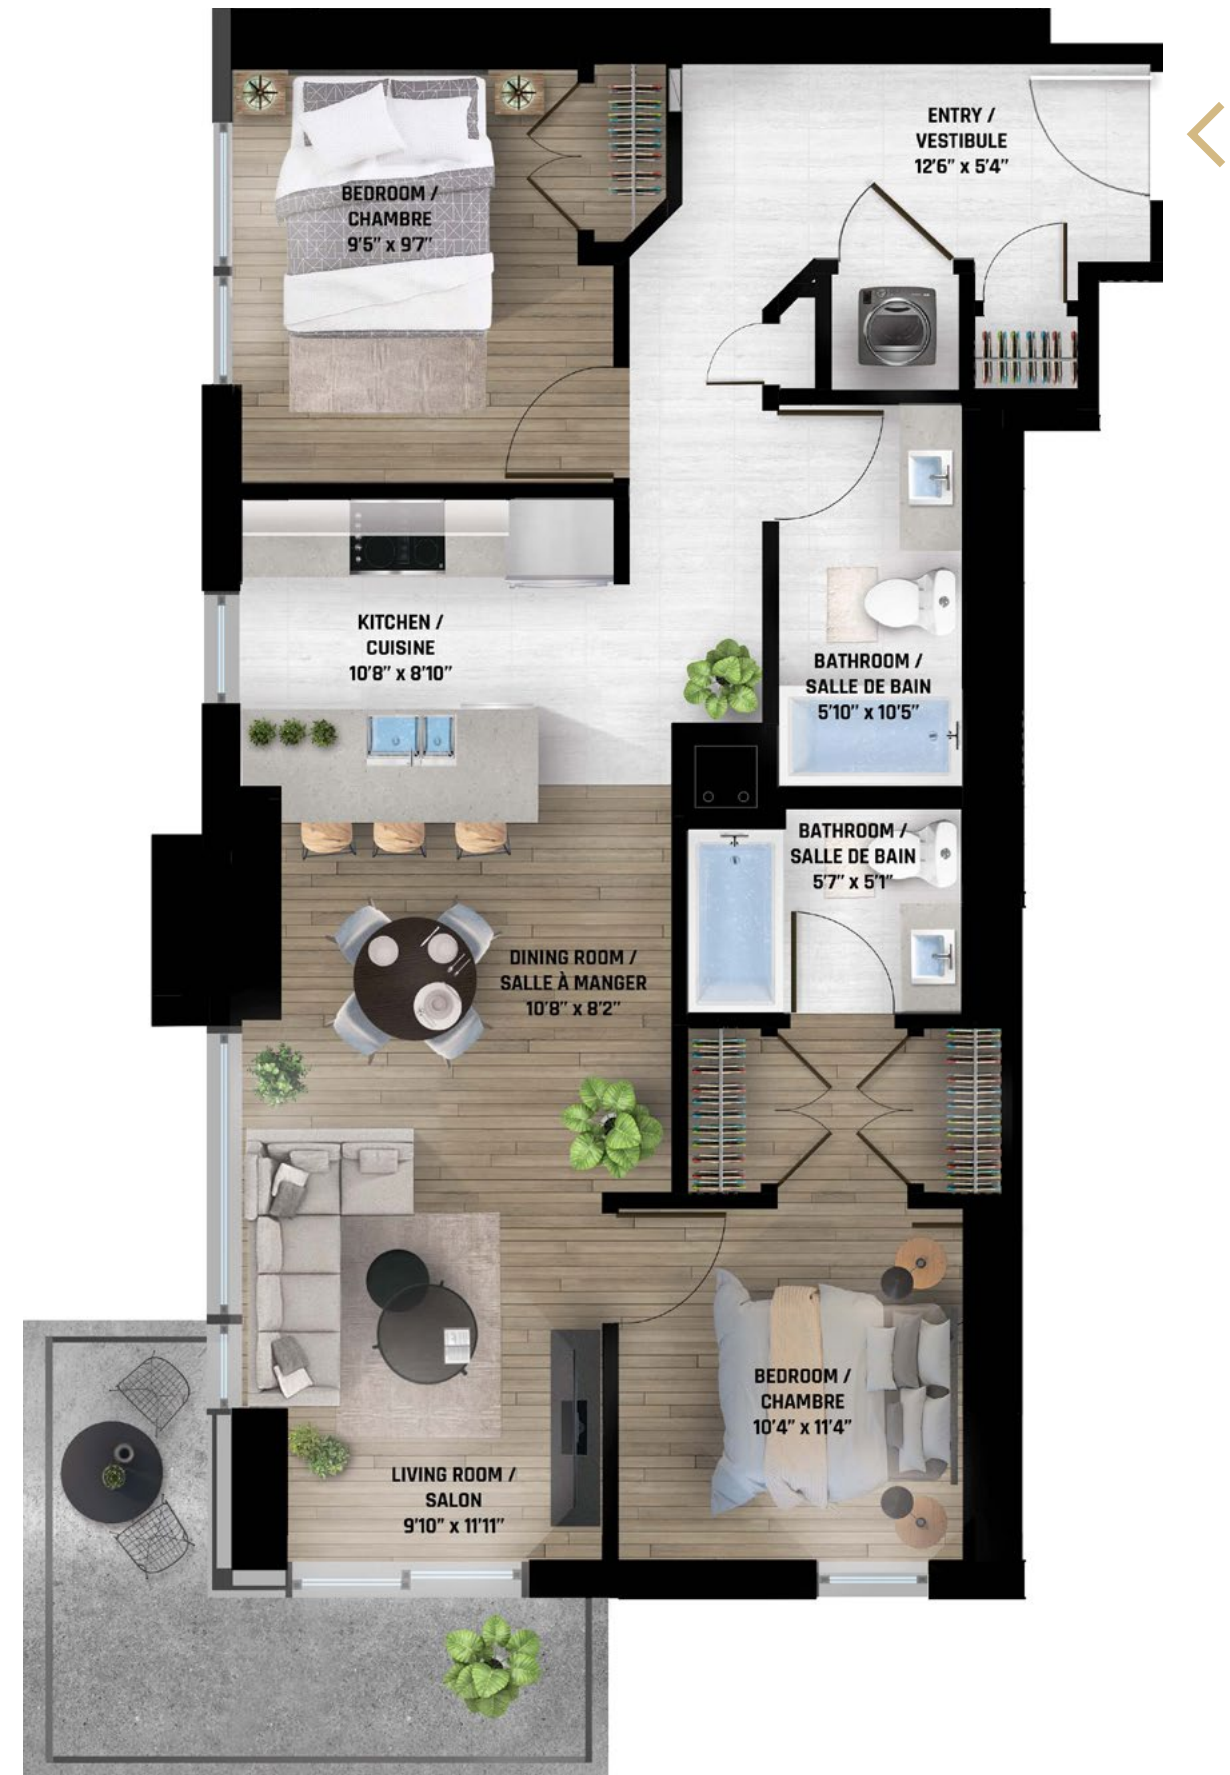 ENTRY /
VESTIBULE
12'6" x 5'4"
BEDROOM /
CHAMBRE
9'5" x 9'7"
KITCHEN /
CUISINE
10'8" x 8'10"
BATHROOM /
SALLE DE BAIN
5'10" x 10'5"
BATHROOM /
SALLE DE BAIN
5'7" x 5'1"
DINING ROOM /
SALLE À MANGER
10'8" x 8'2"
BEDROOM /
CHAMBRE
10'4" x 11'4"
LIVING ROOM /
SALON
9'10" x 11'11"